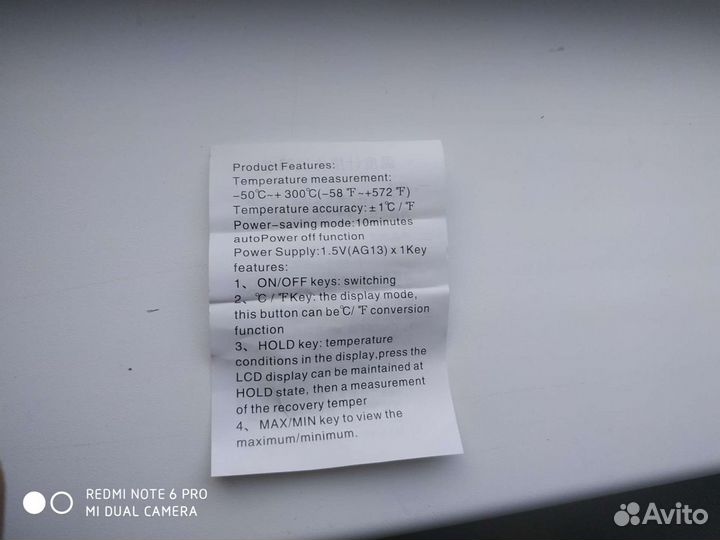 Product Features:
Temperature measurement:
-50℃~+300℃(-58 ℉~+572 ℉)
Temperature accuracy:±1℃/℉
Power-saving mode:10minutes
autoPower off function
Power Supply:1.5V(AG13) x 1Key
features:
1、 ON/OFF keys: switching
2、℃/℉Key: the display mode,
this button can be℃/℉ conversion
function
3、 HOLD key: temperature
conditions in the display,press the
LCD display can be maintained at
HOLD state, then a measurement
of the recovery temper
4、 MAX/MIN key to view the
maximum/minimum.
REDMI NOTE 6 PRO
MI DUAL CAMERA
Avito